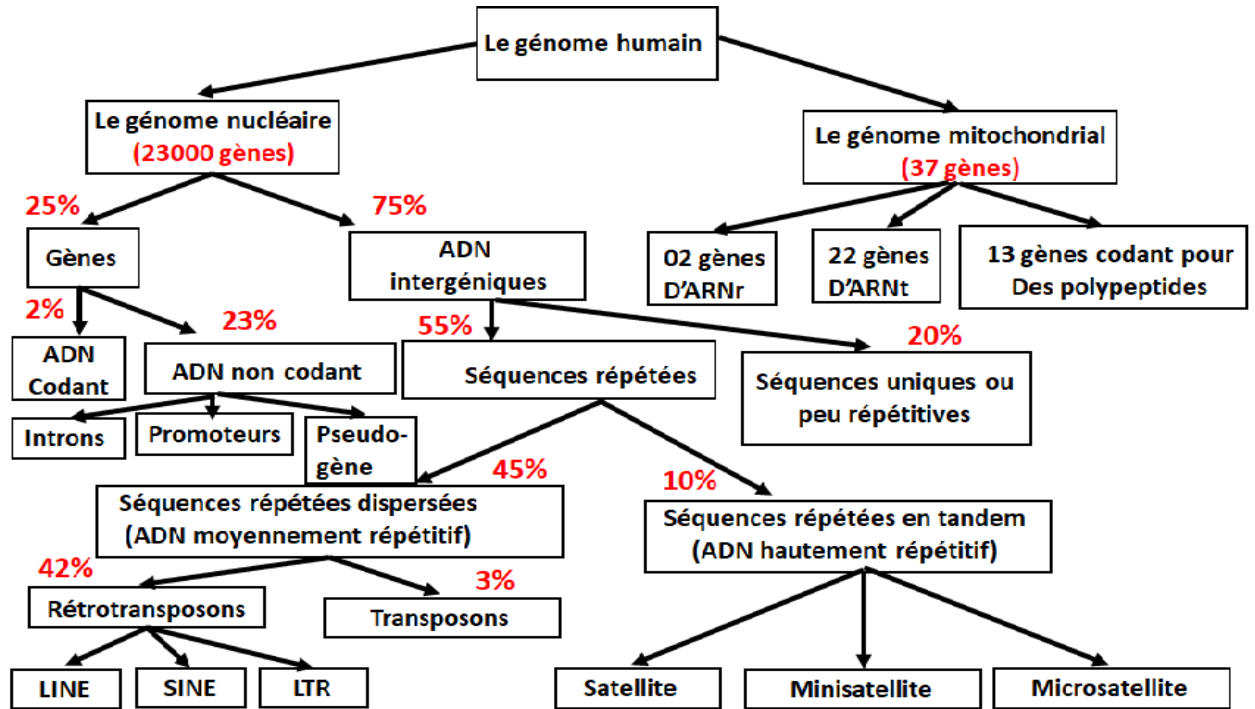 Le génome humain
Le génome nucléaire
(23000 gènes)
Le génome mitochondrial
(37 gènes)
25%
75%
Gènes
ADN
intergéniques
02 gènes
D'ARNr
22 gènes
D'ARNt
13 gènes codant pour
Des polypeptides
2%
23%
55%
20%
ADN
Codant
ADN non codant
Séquences répétées
Séquences uniques ou
peu répétitives
Introns
Promoteurs
Pseudo-
gène
45%
10%
Séquences répétées dispersées
(ADN moyennement répétitif)
Séquences répétées en tandem
(ADN hautement répétitif)
42%
3%
Rétrotransposons
Transposons
LINE
SINE
LTR
Satellite
Minisatellite
Microsatellite